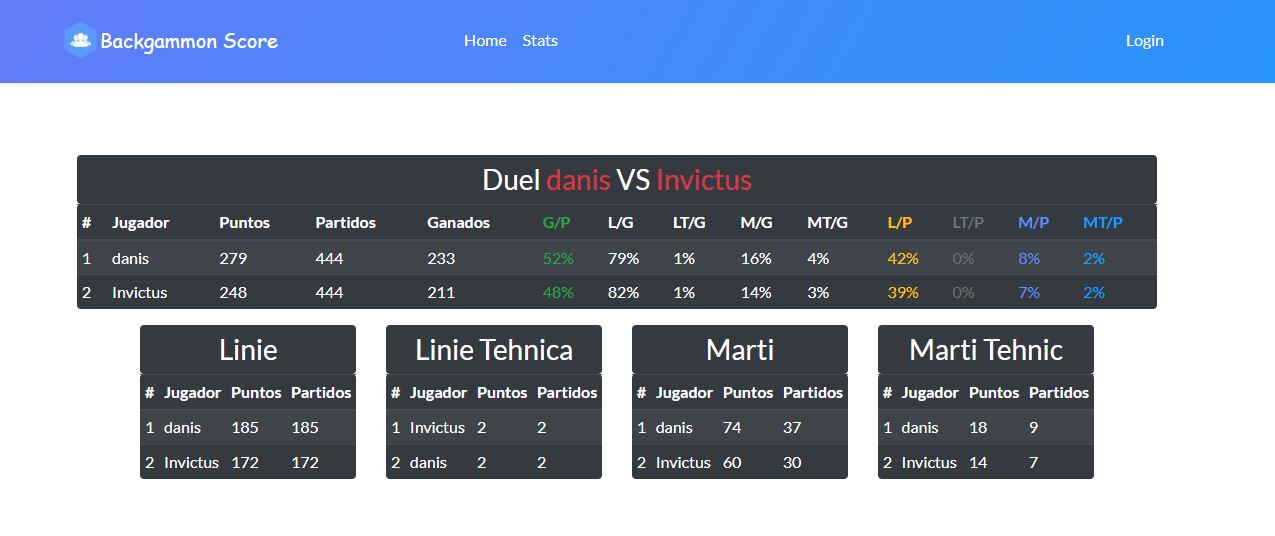 Backgammon Score Home Stats Login
Duel danis VS Invictus
# Jugador Puntos Partidos Ganados G/P L/G LT/G M/G MT/G L/P LT/P M/P MT/P
1 danis 279 444 233 52% 79% 1% 16% 4% 42% 0% 8% 2%
2 Invictus 248 444 211 48% 82% 1% 14% 3% 39% 0% 7% 2%
Linie
# Jugador Puntos Partidos
1 danis 185 185
2 Invictus 172 172
Linie Tehnica
# Jugador Puntos Partidos
1 Invictus 2 2
2 danis 2 2
Marti
# Jugador Puntos Partidos
1 danis 74 37
2 Invictus 60 30
Marti Tehnic
# Jugador Puntos Partidos
1 danis 18 9
2 Invictus 14 7